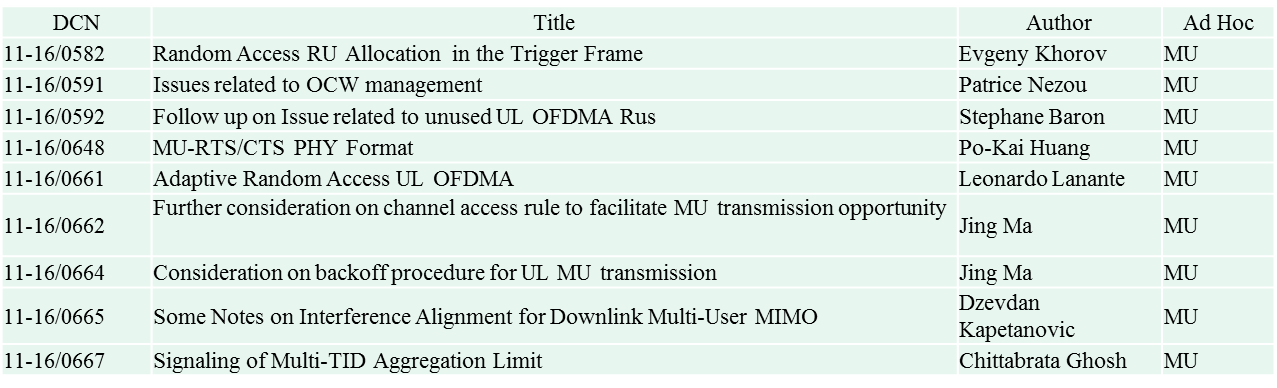 DCN Title Author Ad Hoc
11-16/0582 Random Access RU Allocation in the Trigger Frame Evgeny Khorov MU
11-16/0591 Issues related to OCW management Patrice Nezou MU
11-16/0592 Follow up on Issue related to unused UL OFDMA Rus Stephane Baron MU
11-16/0648 MU-RTS/CTS PHY Format Po-Kai Huang MU
11-16/0661 Adaptive Random Access UL OFDMA Leonardo Lanante MU
11-16/0662 Further consideration on channel access rule to facilitate MU transmission opportunity Jing Ma MU
11-16/0664 Consideration on backoff procedure for UL MU transmission Jing Ma MU
11-16/0665 Some Notes on Interference Alignment for Downlink Multi-User MIMO Dzevdan
Kapetanovic MU
11-16/0667 Signaling of Multi-TID Aggregation Limit Chittabrata Ghosh MU